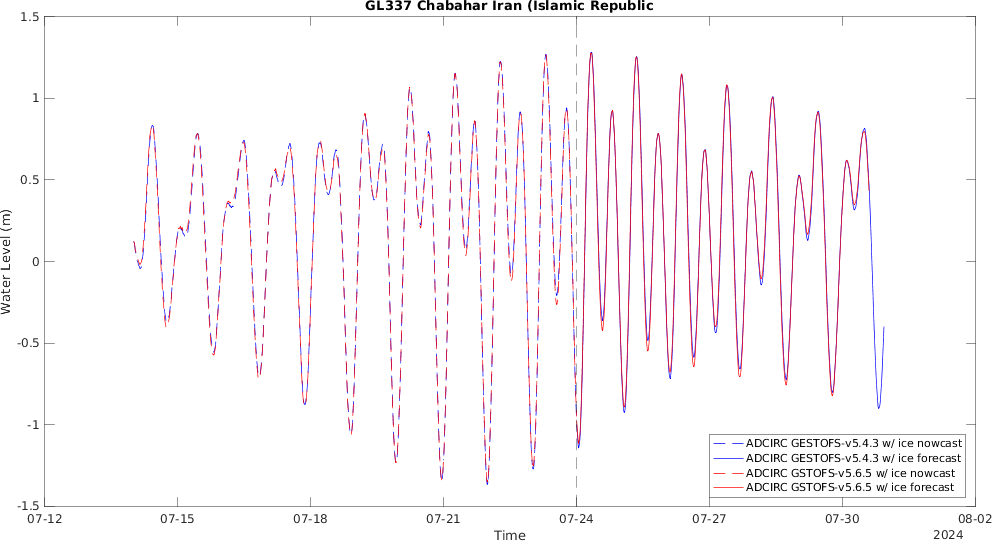 GL337 Chabahar Iran (Islamic Republic
1.5
1
0.5
0
-0.5
-1
-1.5
Water Level (m)
07-12
07-15
07-18
07-21
07-24
07-27
07-30
08-02
Time
2024
ADCIRC GESTOFS-v5.4.3 w/ ice nowcast
ADCIRC GESTOFS-v5.4.3 w/ ice forecast
ADCIRC GSTOFS-v5.6.5 w/ ice nowcast
ADCIRC GSTOFS-v5.6.5 w/ ice forecast